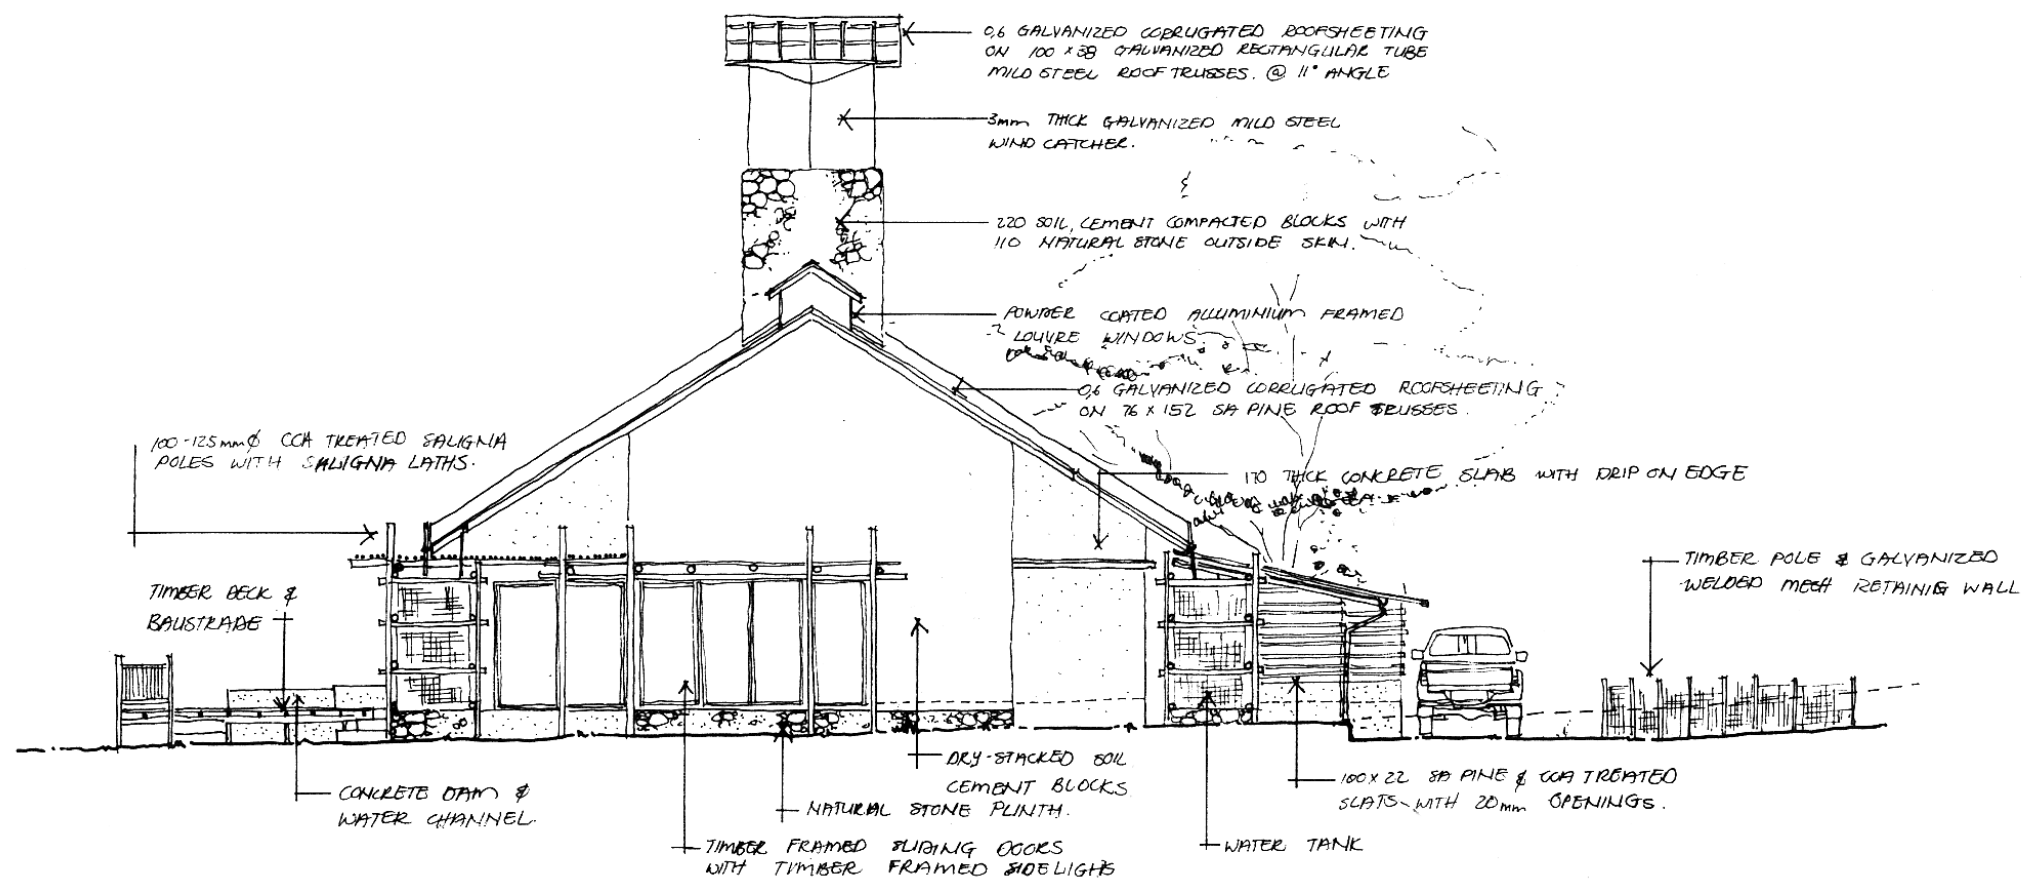 0,6 GALVANIZED CORRUGATED ROOFSHEETING
ON 100 x 38 GALVANIZED RECTANGULAR TUBE
MILD STEEL ROOF TRUSSES. @ 11° ANGLE
3mm THICK GALVANIZED MILD STEEL
WIND CATCHER.
220 SOIL, CEMENT COMPACTED BLOCKS WITH
110 NATURAL STONE OUTSIDE SKIN.
POWDER COATED ALLUMINIUM FRAMED
LOUVRE WINDOWS.
0,6 GALVANIZED CORRUGATED ROOFSHEETING
ON 76 x 152 SA PINE ROOF TRUSSES.
100-125mmφ CCA TREATED SALIGNA
POLES WITH SALIGNA LATHS.
170 THICK CONCRETE SLAB WITH DRIP ON EDGE
TIMBER POLE & GALVANIZED
WELDED MESH RETAINIG WALL
TIMBER DECK &
BAUSTRADE
DRY-STACKED SOIL
CEMENT BLOCKS
100 x 22 SA PINE & CCA TREATED
SLATS WITH 20mm OPENINGS.
CONCRETE DAM &
WATER CHANNEL.
NATURAL STONE PLINTH.
TIMBER FRAMED SLIDING DOORS
WITH TIMBER FRAMED SIDELIGHS
WATER TANK